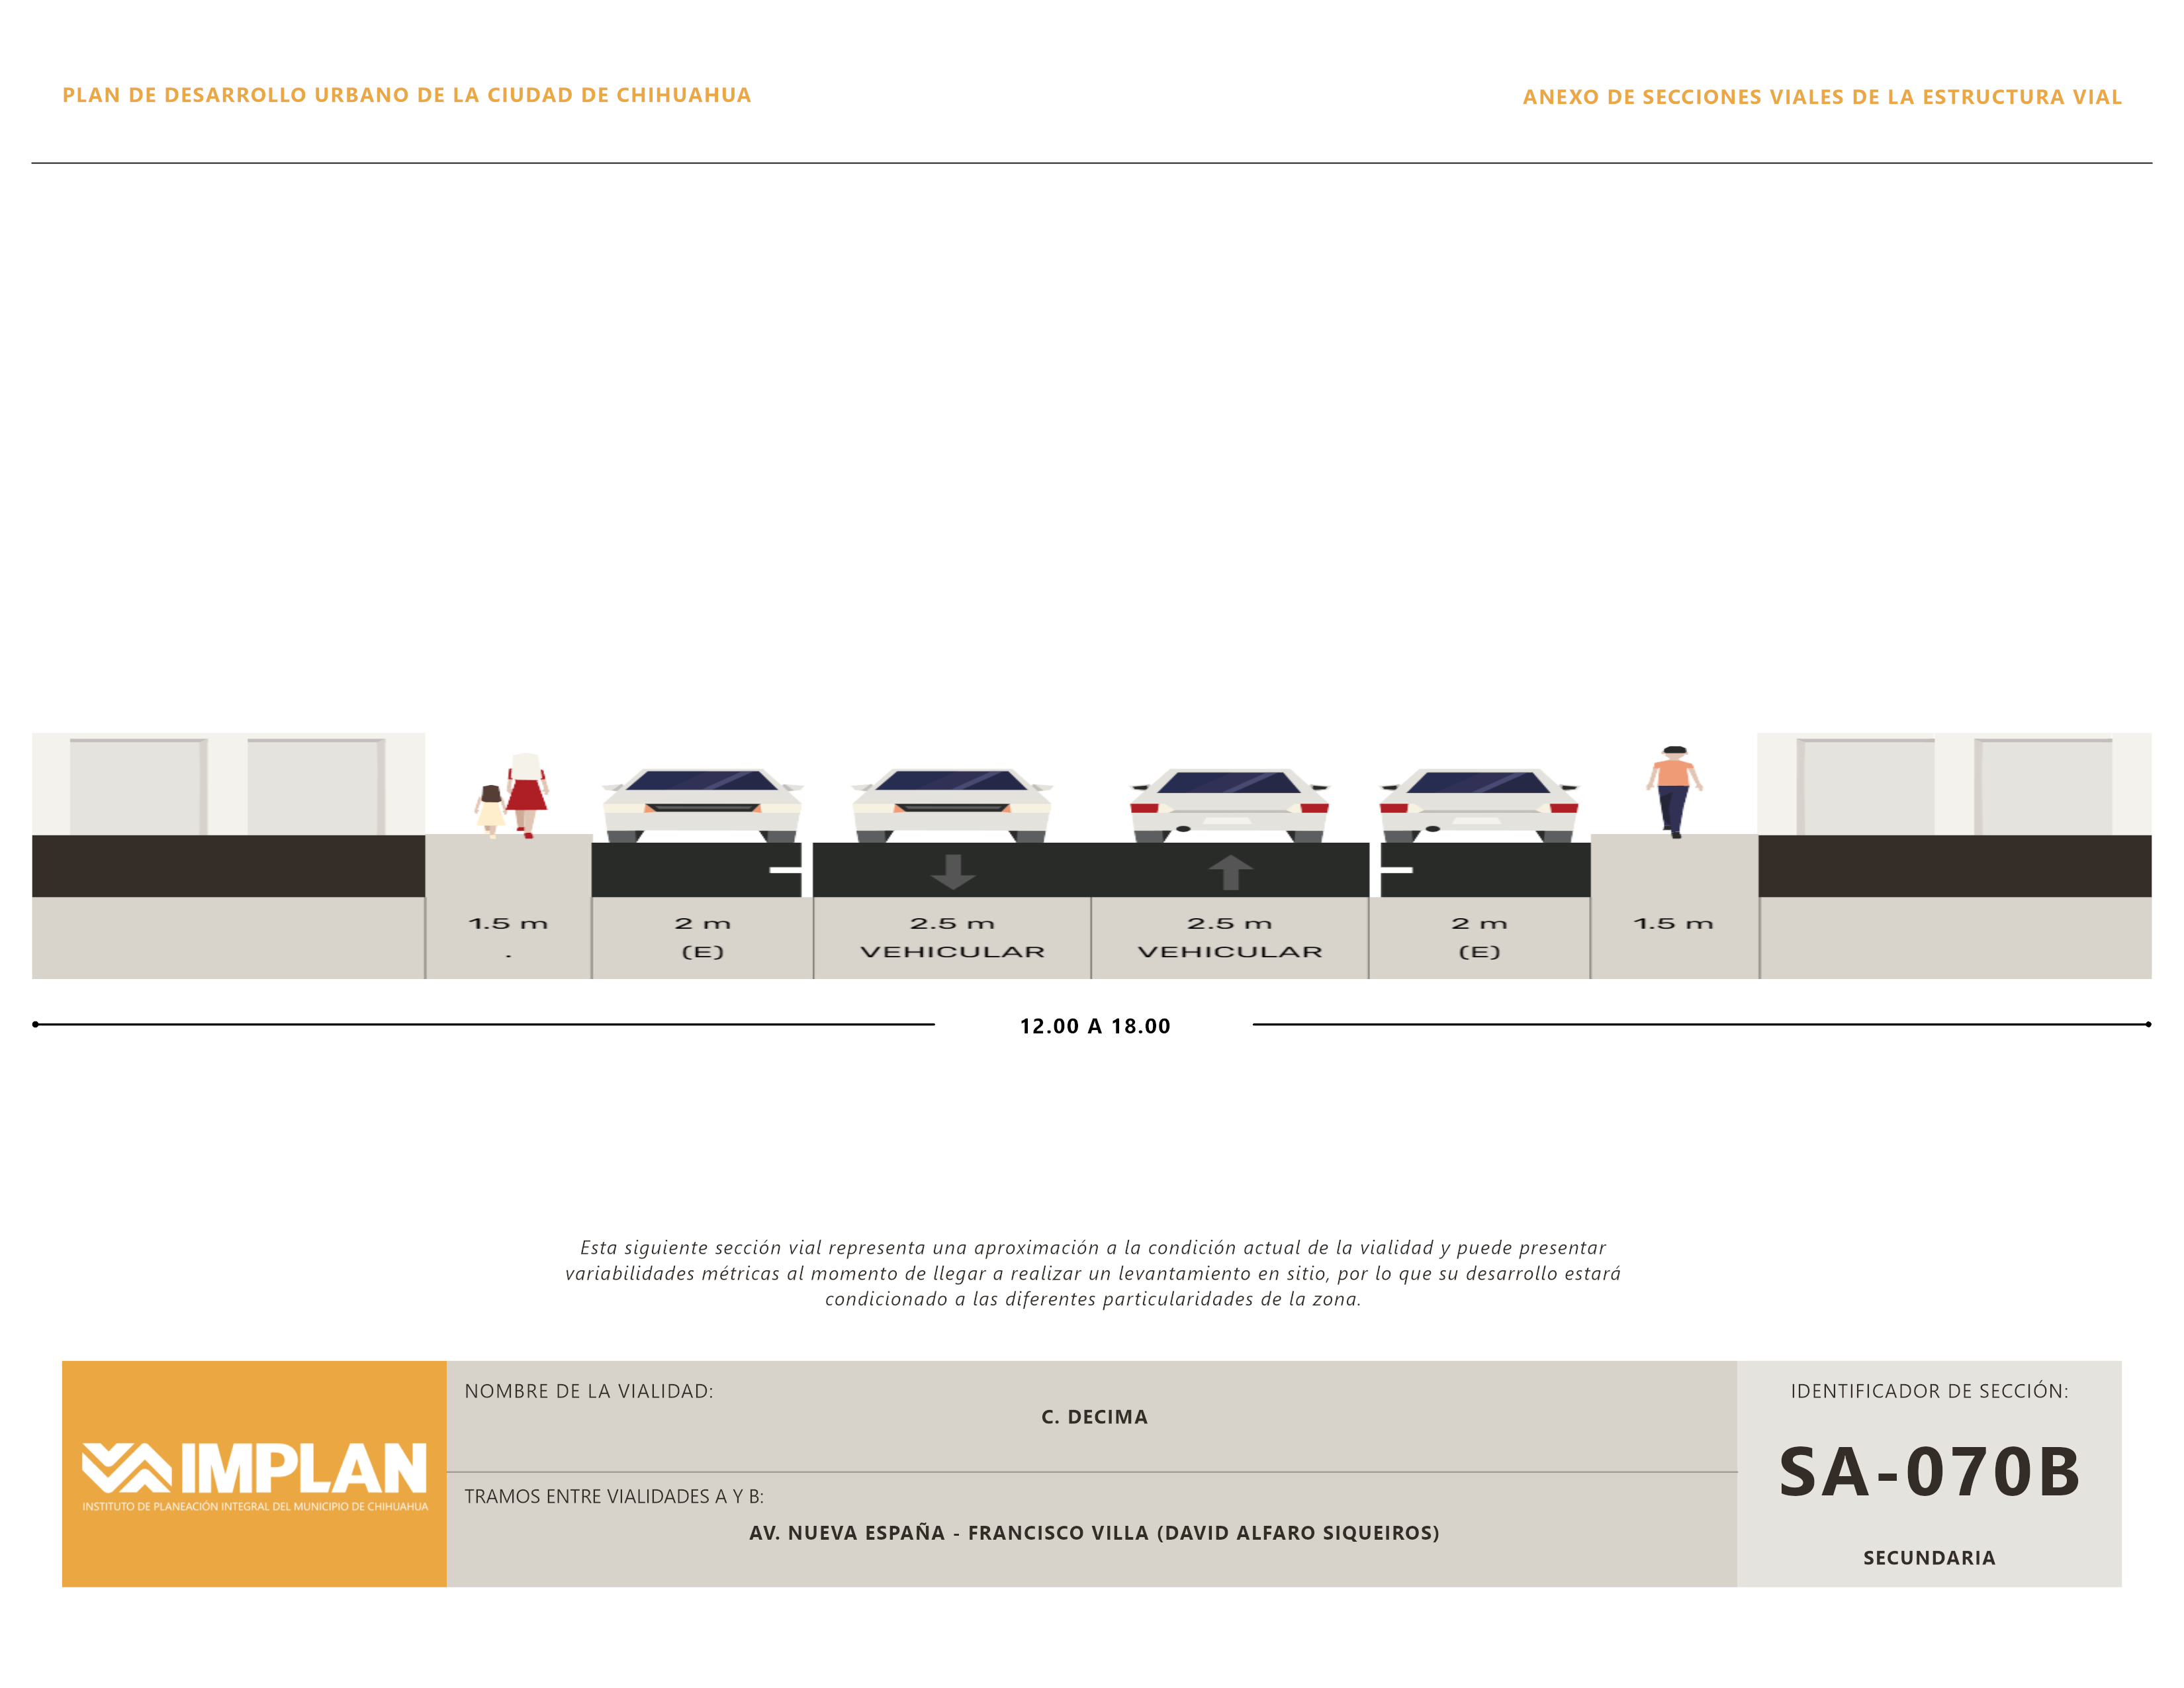 PLAN DE DESARROLLO URBANO DE LA CIUDAD DE CHIHUAHUA
ANEXO DE SECCIONES VIALES DE LA ESTRUCTURA VIAL
1.5 m
.
2 m
(E)
2.5 m
VEHICULAR
2.5 m
VEHICULAR
2 m
(E)
1.5 m
12.00 A 18.00
Esta siguiente sección vial representa una aproximación a la condición actual de la vialidad y puede presentar
variabilidades métricas al momento de llegar a realizar un levantamiento en sitio, por lo que su desarrollo estará
condicionado a las diferentes particularidades de la zona.
IMPLAN
INSTITUTO DE PLANEACIÓN INTEGRAL DEL MUNICIPIO DE CHIHUAHUA
NOMBRE DE LA VIALIDAD:
C. DECIMA
TRAMOS ENTRE VIALIDADES A Y B:
AV. NUEVA ESPAÑA - FRANCISCO VILLA (DAVID ALFARO SIQUEIROS)
IDENTIFICADOR DE SECCIÓN:
SA-070B
SECUNDARIA